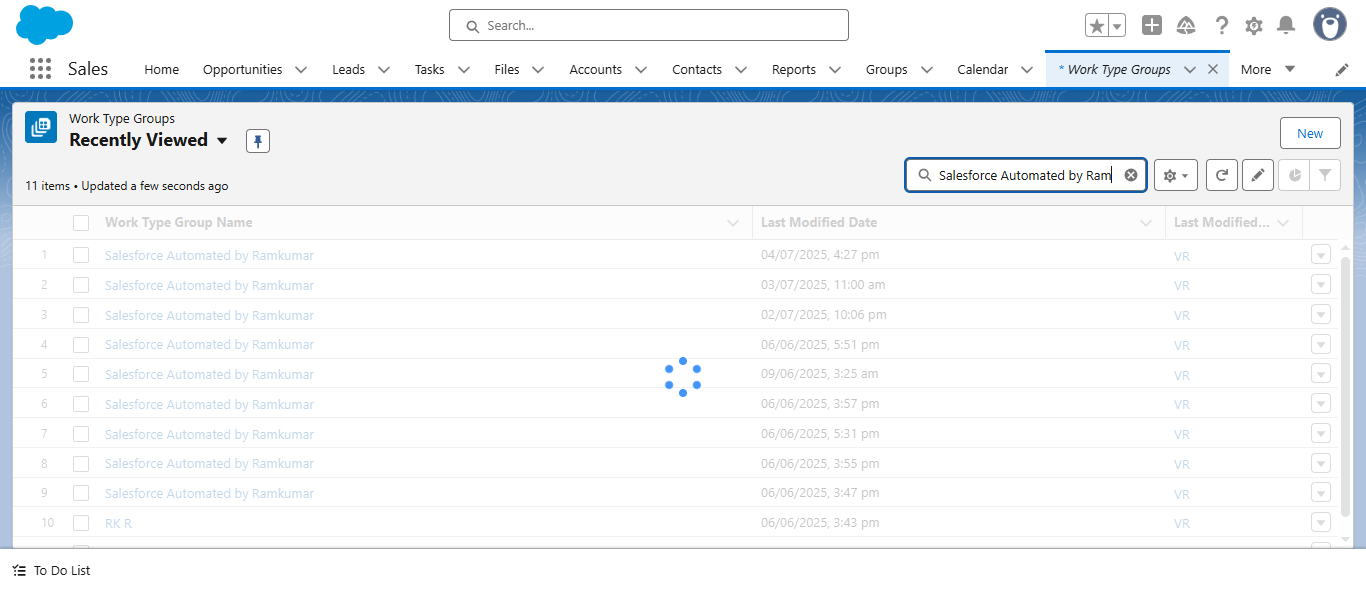 Search...
Sales
Home
Opportunities
Leads
Tasks
Files
Accounts
Contacts
Reports
Groups
Calendar
* Work Type Groups
More
Work Type Groups
Recently Viewed
New
11 items • Updated a few seconds ago
Salesforce Automated by Ram
Work Type Group Name Last Modified Date Last Modified...
1 Salesforce Automated by Ramkumar 04/07/2025, 4:27 pm VR
2 Salesforce Automated by Ramkumar 03/07/2025, 11:00 am VR
3 Salesforce Automated by Ramkumar 02/07/2025, 10:06 pm VR
4 Salesforce Automated by Ramkumar 06/06/2025, 5:51 pm VR
5 Salesforce Automated by Ramkumar 09/06/2025, 3:25 am VR
6 Salesforce Automated by Ramkumar 06/06/2025, 3:57 pm VR
7 Salesforce Automated by Ramkumar 06/06/2025, 5:31 pm VR
8 Salesforce Automated by Ramkumar 06/06/2025, 3:55 pm VR
9 Salesforce Automated by Ramkumar 06/06/2025, 3:47 pm VR
10 RK R 06/06/2025, 3:43 pm VR
To Do List